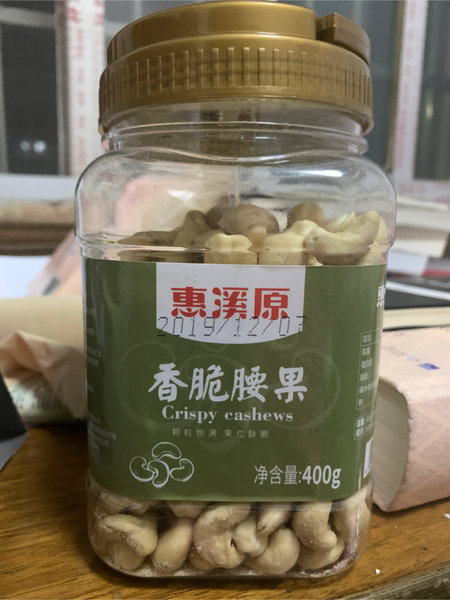 惠溪原
2019/12/03
香脆腰果
Crispy cashews
颗粒饱满 果仁酥脆
净含量:400g